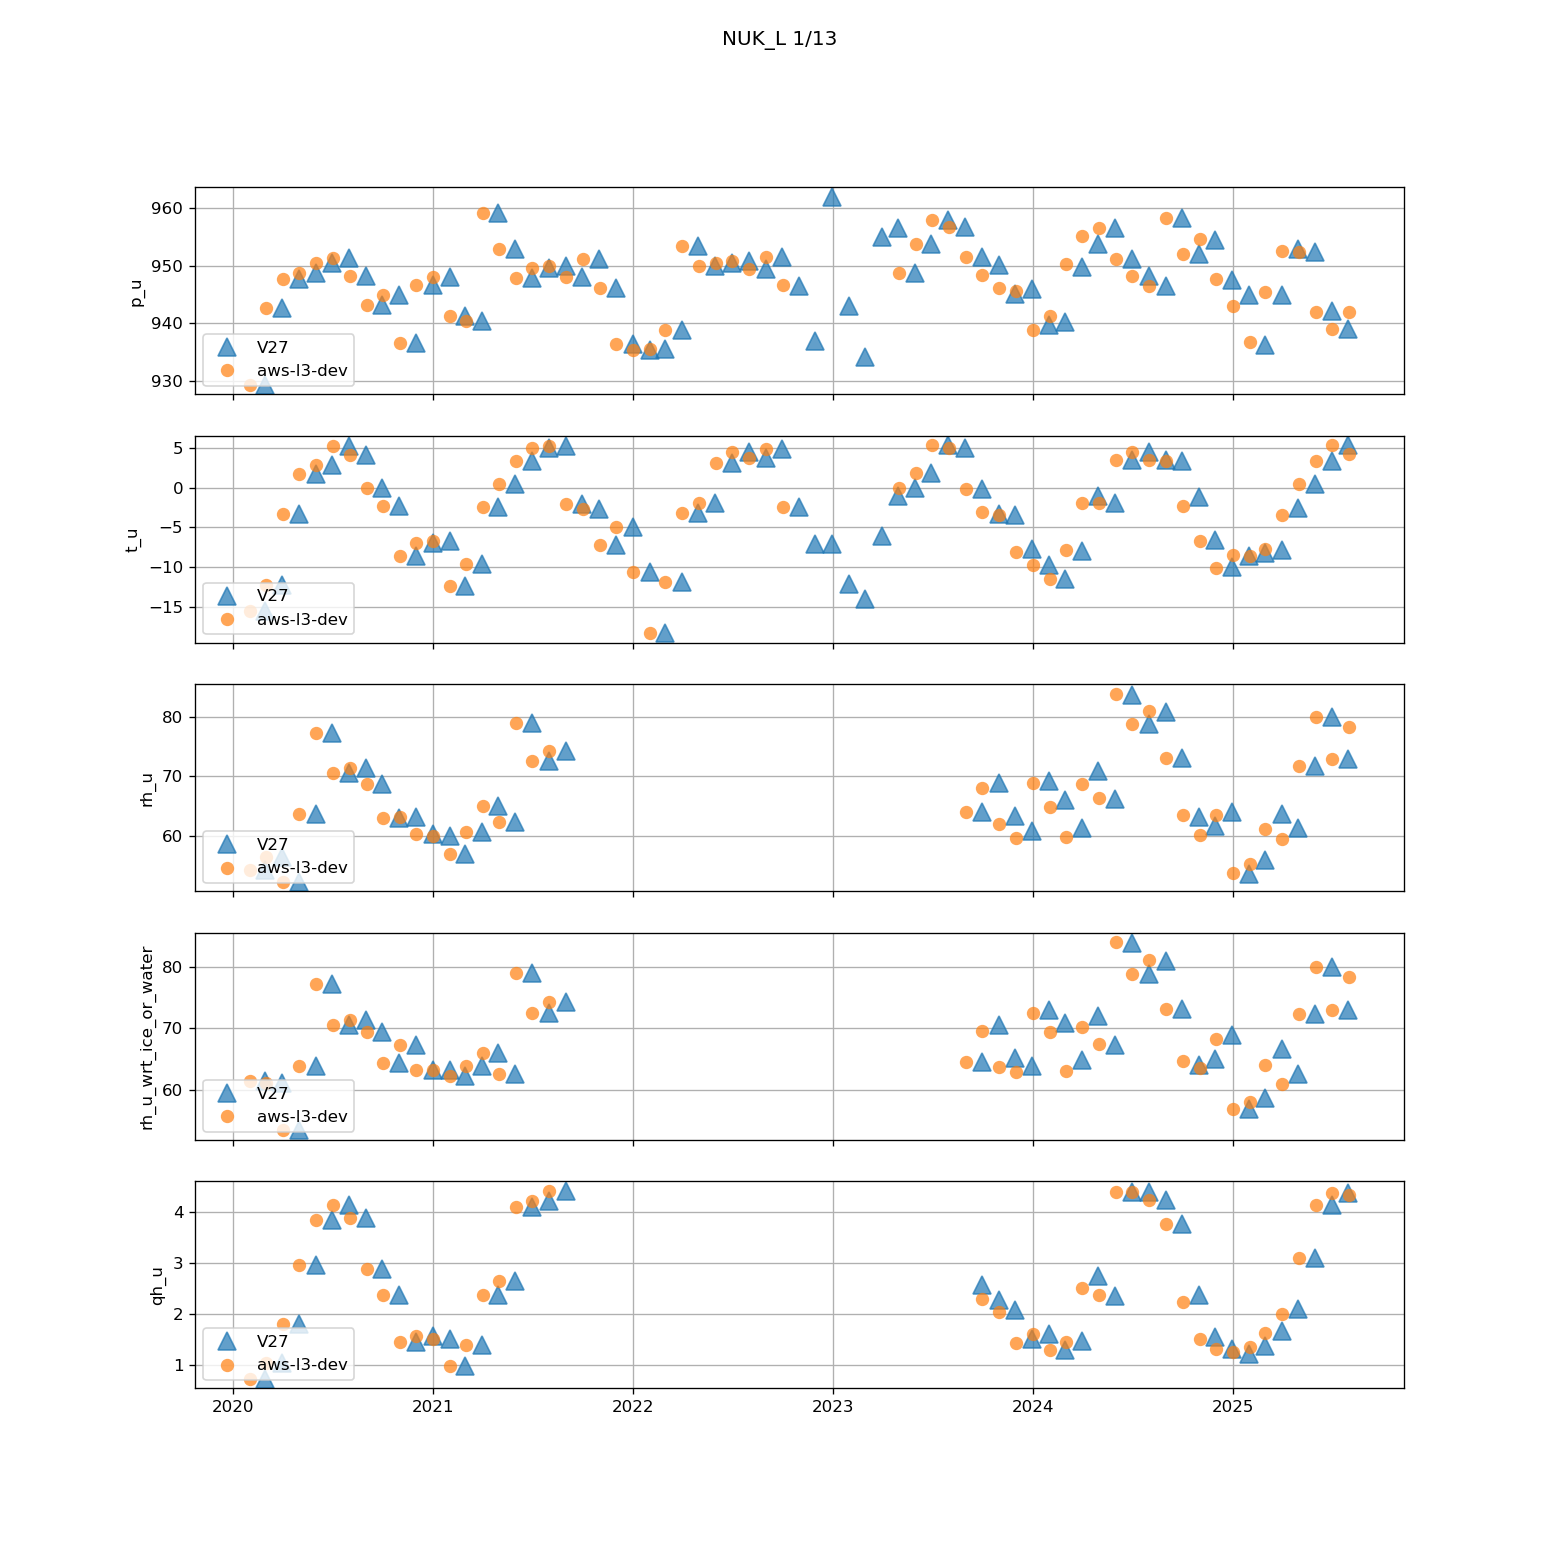 NUK_L 1/13
960
950
940
930
p_u
V27
aws-l3-dev
5
0
−5
−10
−15
t_u
V27
aws-l3-dev
80
70
60
rh_u
V27
aws-l3-dev
80
70
60
rh_u_wrt_ice_or_water
V27
aws-l3-dev
4
3
2
1
qh_u
V27
aws-l3-dev
2020 2021 2022 2023 2024 2025